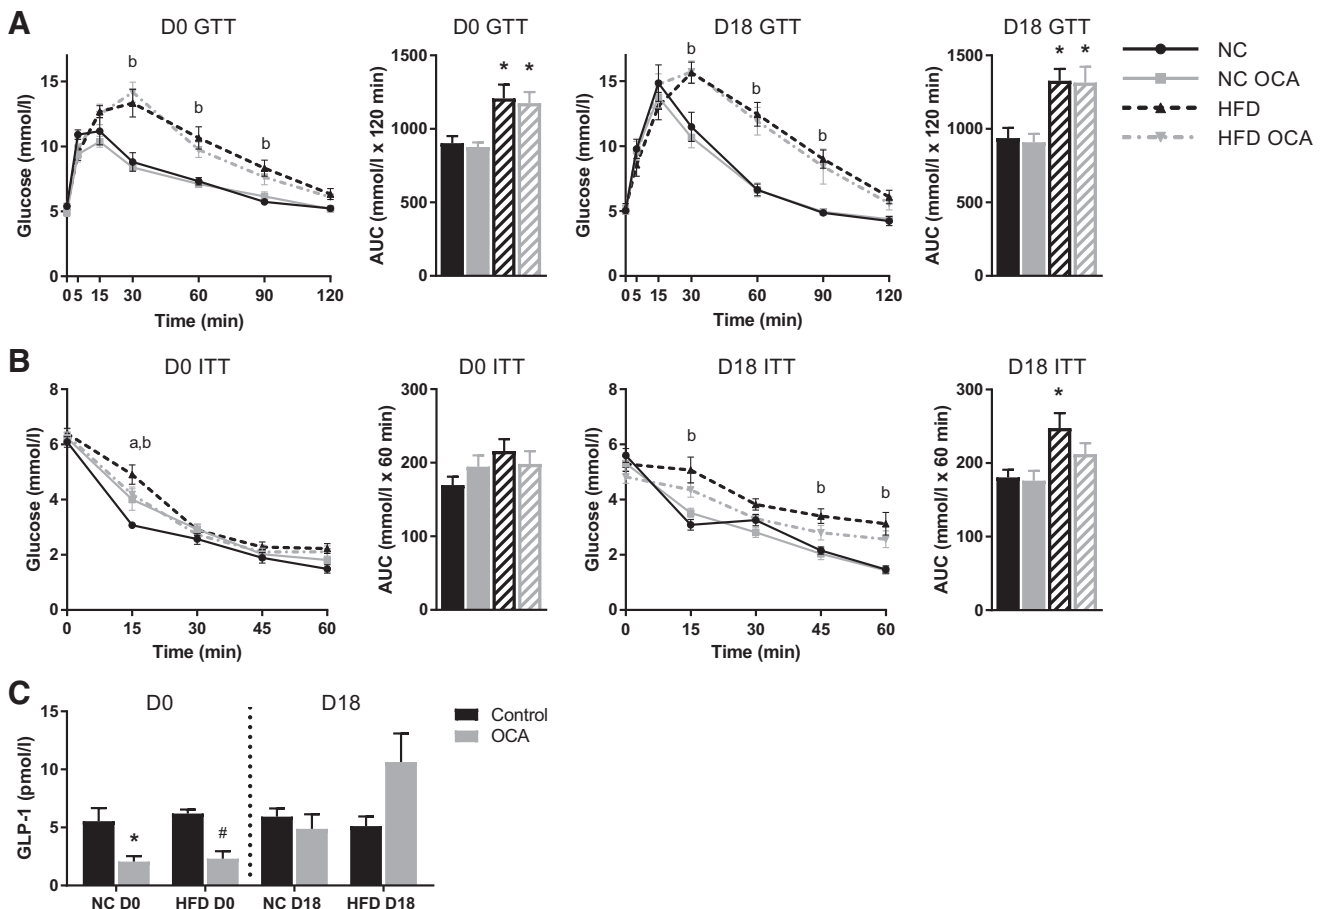 A
D0 GTT
Glucose (mmol/l)
15
10
5
0
0 5 15 30 60 90 120
Time (min)
b
b
b
D0 GTT
AUC (mmol/l x 120 min)
1500
1000
500
0
* *
D18 GTT
Glucose (mmol/l)
15
10
5
0
0 5 15 30 60 90 120
Time (min)
b
b
b
D18 GTT
AUC (mmol/l x 120 min)
1500
1000
500
0
* *
NC
NC OCA
HFD
HFD OCA
B
D0 ITT
Glucose (mmol/l)
8
6
4
2
0
0 15 30 45 60
Time (min)
a,b
D0 ITT
AUC (mmol/l x 60 min)
300
200
100
0
D18 ITT
Glucose (mmol/l)
8
6
4
2
0
0 15 30 45 60
Time (min)
b
b
b
D18 ITT
AUC (mmol/l x 60 min)
300
200
100
0
*
C
D0
D18
GLP-1 (pmol/l)
15
10
5
0
*
#
NC D0 HFD D0 NC D18 HFD D18
Control
OCA